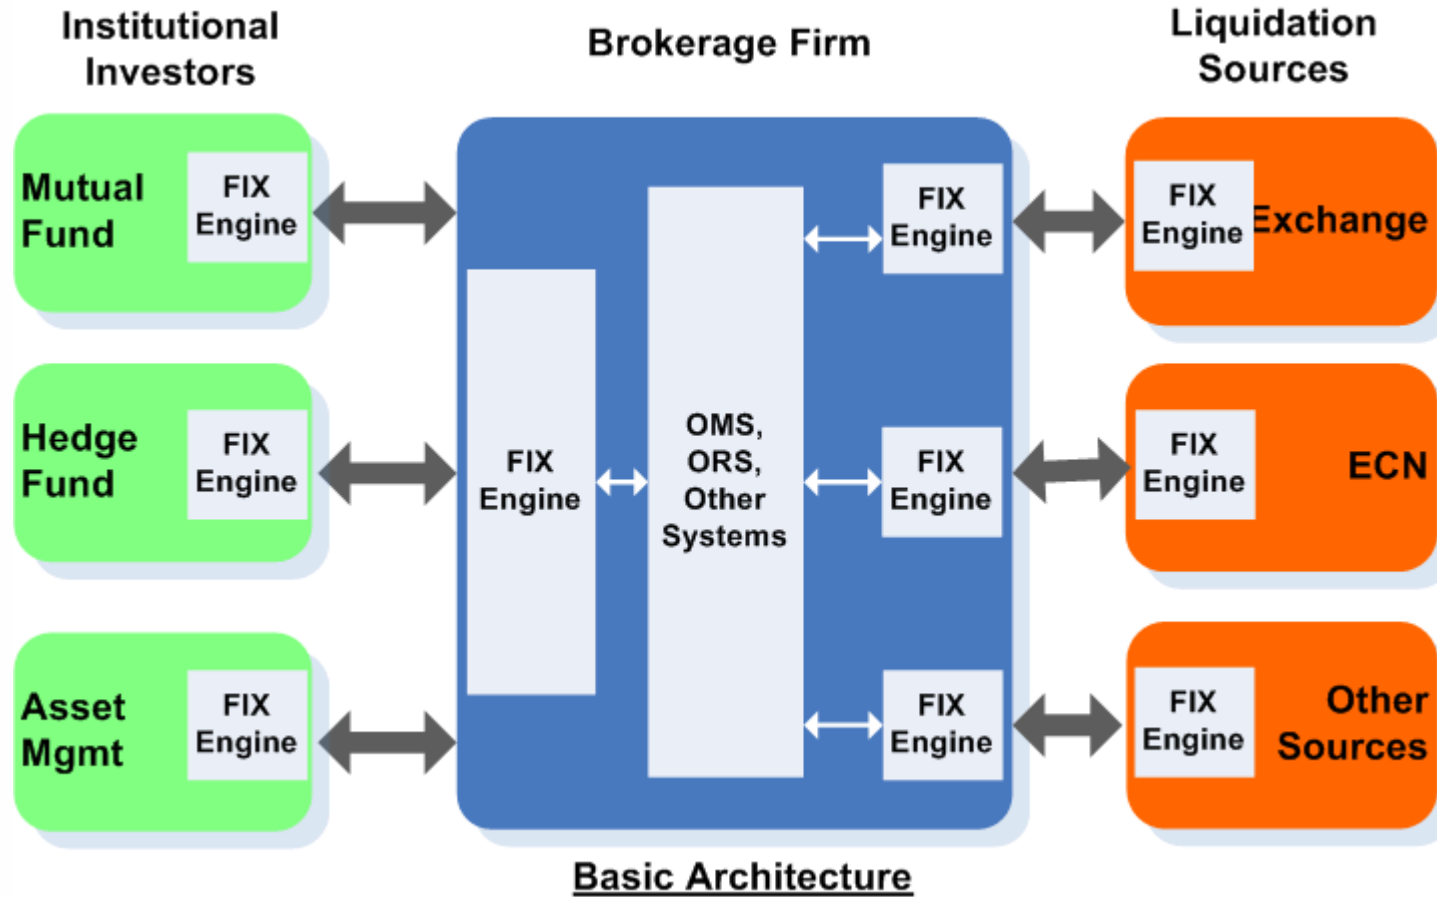 Institutional
Investors
Brokerage Firm
Liquidation
Sources
Mutual
Fund
FIX
Engine
Hedge
Fund
FIX
Engine
Asset
Mgmt
FIX
Engine
FIX
Engine
OMS,
ORS,
Other
Systems
FIX
Engine
FIX
Engine
FIX
Engine
FIX
Engine
Exchange
FIX
Engine
ECN
FIX
Engine
Other
Sources
Basic Architecture